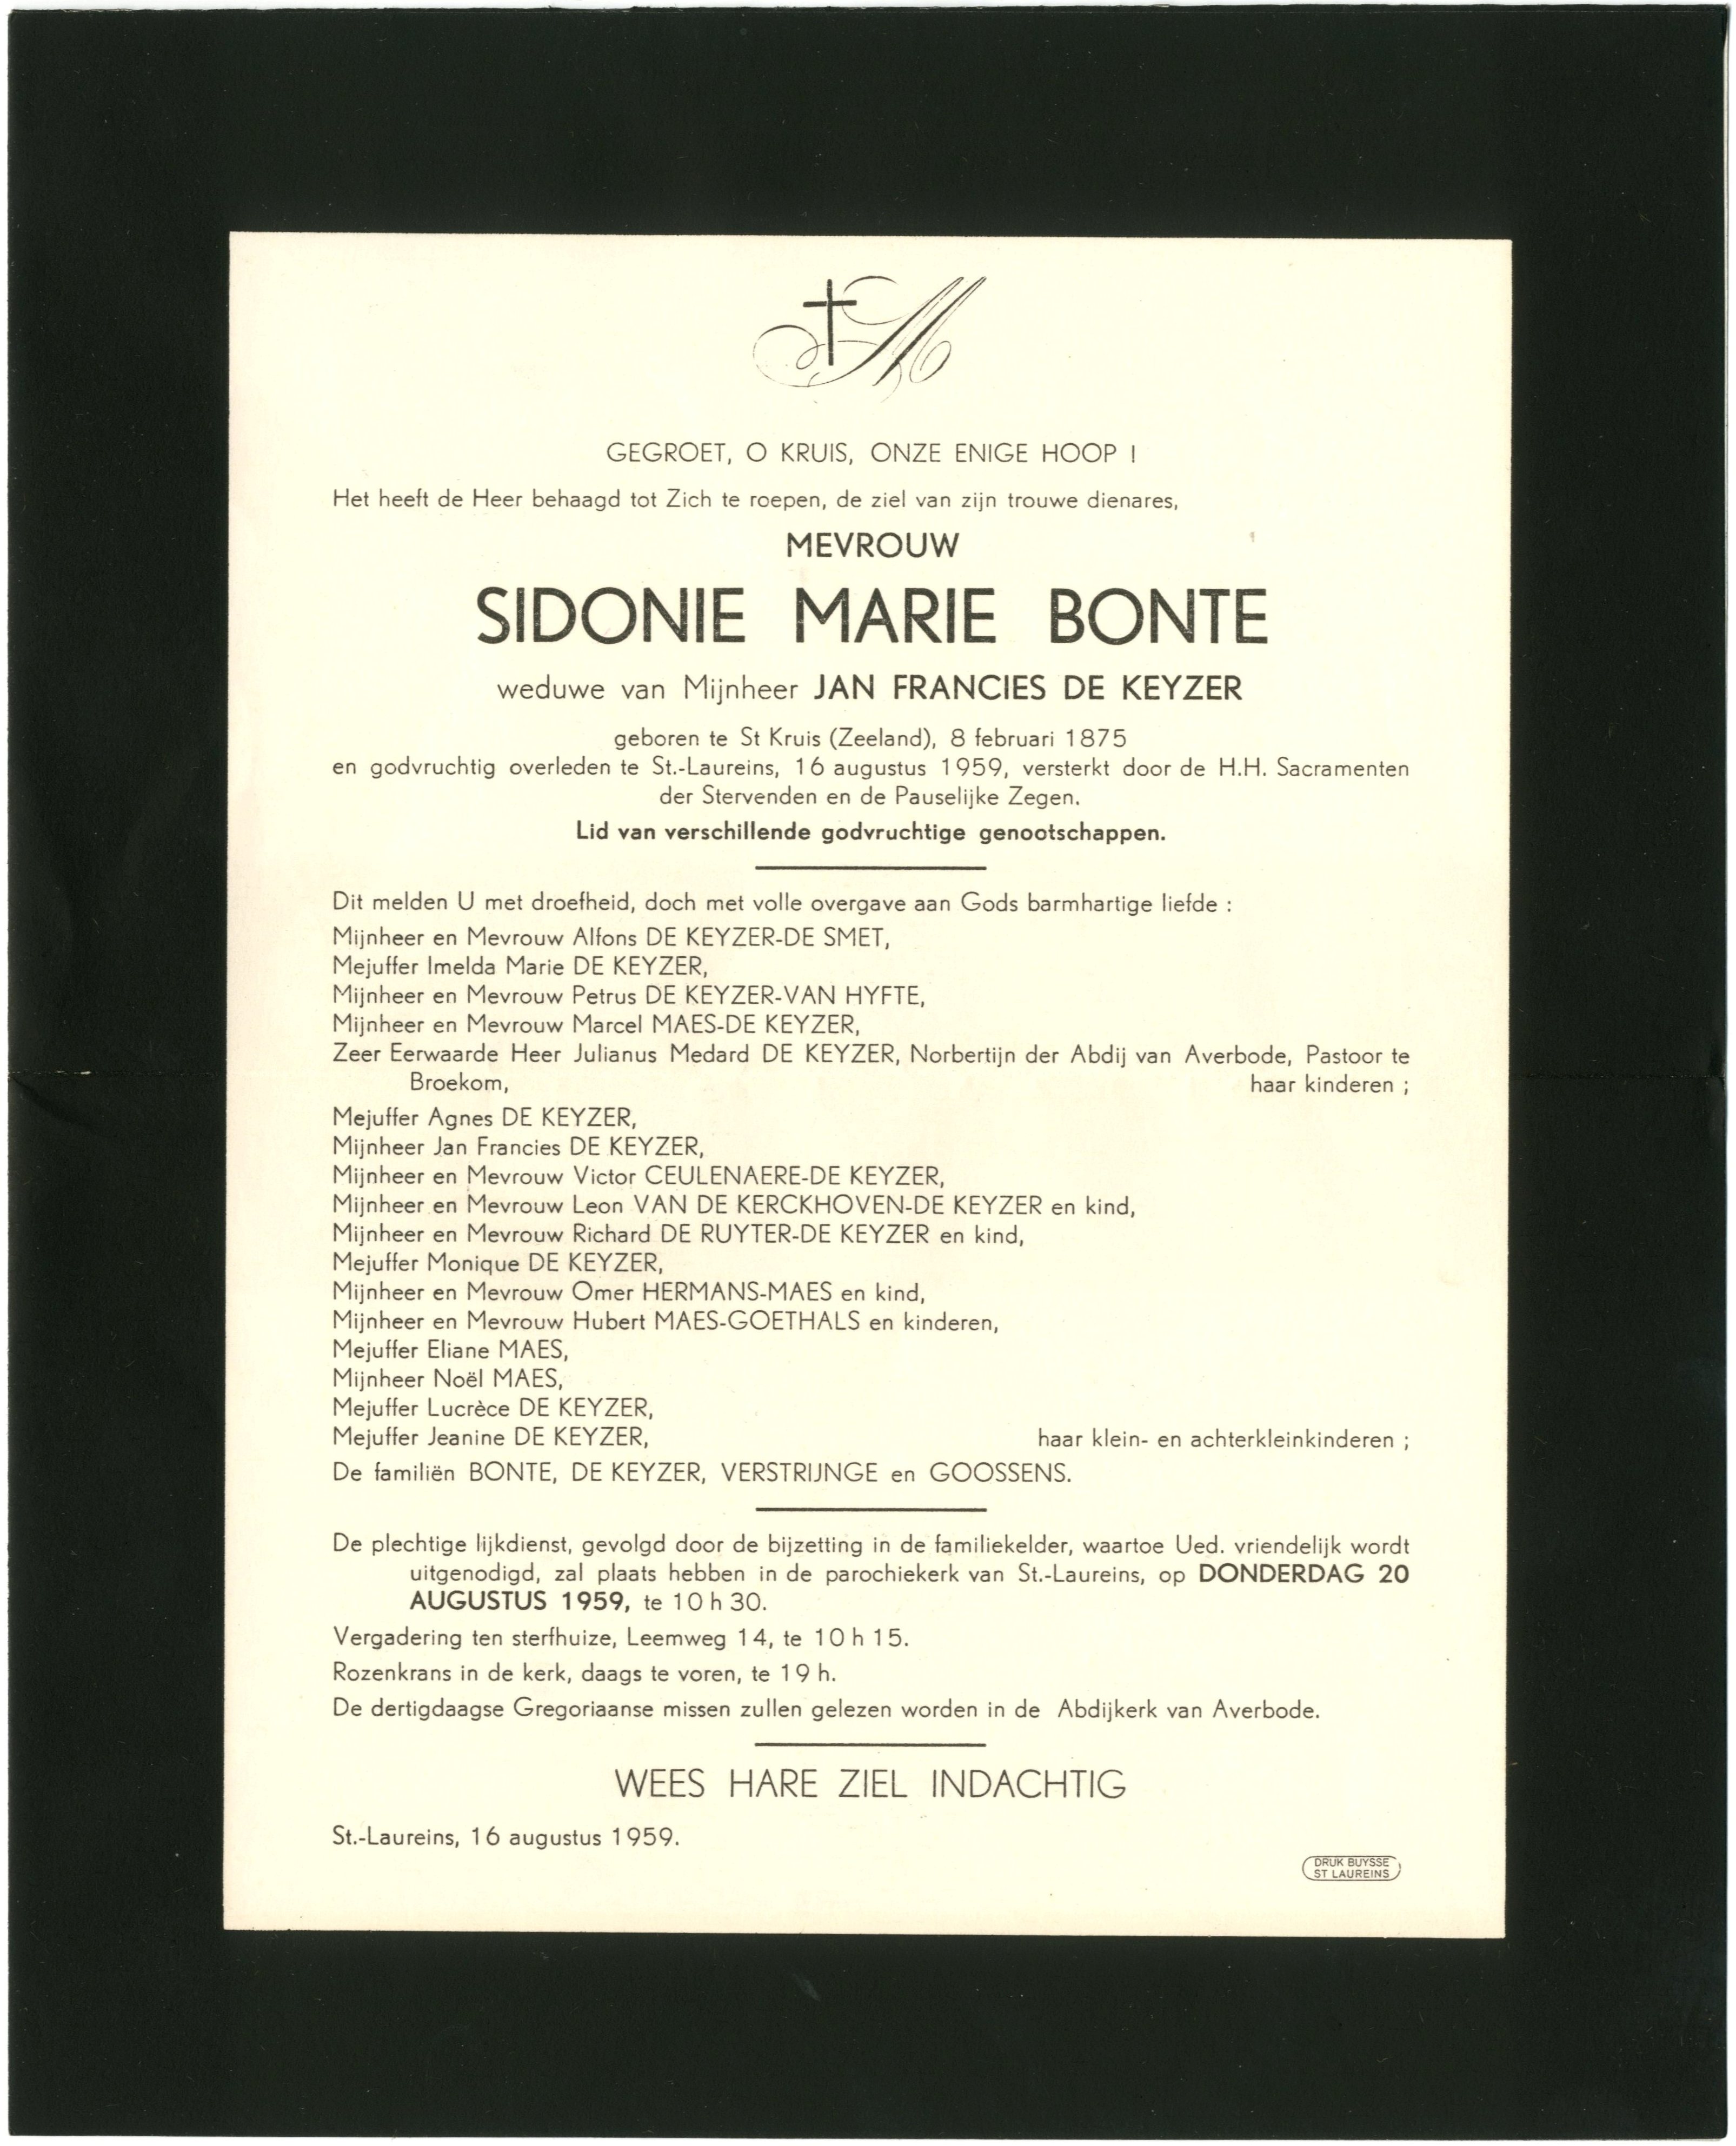 M
GEGROET, O KRUIS, ONZE ENIGE HOOP !
Het heeft de Heer behaagd tot Zich te roepen, de ziel van zijn trouwe dienares,
MEVROUW
SIDONIE MARIE BONTE
weduwe van Mijnheer JAN FRANCIES DE KEYZER
geboren te St Kruis (Zeeland), 8 februari 1875
en godvruchtig overleden te St.-Laureins, 16 augustus 1959, versterkt door de H.H. Sacramenten
der Stervenden en de Pauselijke Zegen.
Lid van verschillende godvruchtige genootschappen.
Dit melden U met droefheid, doch met volle overgave aan Gods barmhartige liefde :
Mijnheer en Mevrouw Alfons DE KEYZER-DE SMET,
Mejuffer Imelda Marie DE KEYZER,
Mijnheer en Mevrouw Petrus DE KEYZER-VAN HYFTE,
Mijnheer en Mevrouw Marcel MAES-DE KEYZER,
Zeer Eerwaarde Heer Julianus Medard DE KEYZER, Norbertijn der Abdij van Averbode, Pastoor te
Broekom, haar kinderen ;
Mejuffer Agnes DE KEYZER,
Mijnheer Jan Francies DE KEYZER,
Mijnheer en Mevrouw Victor CEULENAERE-DE KEYZER,
Mijnheer en Mevrouw Leon VAN DE KERCKHOVEN-DE KEYZER en kind,
Mijnheer en Mevrouw Richard DE RUYTER-DE KEYZER en kind,
Mejuffer Monique DE KEYZER,
Mijnheer en Mevrouw Omer HERMANS-MAES en kind,
Mijnheer en Mevrouw Hubert MAES-GOETHALS en kinderen,
Mejuffer Eliane MAES,
Mijnheer Noël MAES,
Mejuffer Lucrèce DE KEYZER,
Mejuffer Jeanine DE KEYZER, haar klein- en achterkleinkinderen ;
De familiën BONTE, DE KEYZER, VERSTRIJNGE en GOOSSENS.
De plechtige lijkdienst, gevolgd door de bijzetting in de familiekelder, waartoe Ued. vriendelijk wordt
uitgenodigd, zal plaats hebben in de parochiekerk van St.-Laureins, op DONDERDAG 20
AUGUSTUS 1959, te 10 h 30.
Vergadering ten sterfhuize, Leemweg 14, te 10 h 15.
Rozenkrans in de kerk, daags te voren, te 19 h.
De dertigdaagse Gregoriaanse missen zullen gelezen worden in de Abdijkerk van Averbode.
WEES HARE ZIEL INDACHTIG
St.-Laureins, 16 augustus 1959.
DRUK BUYSSE
ST LAUREINS